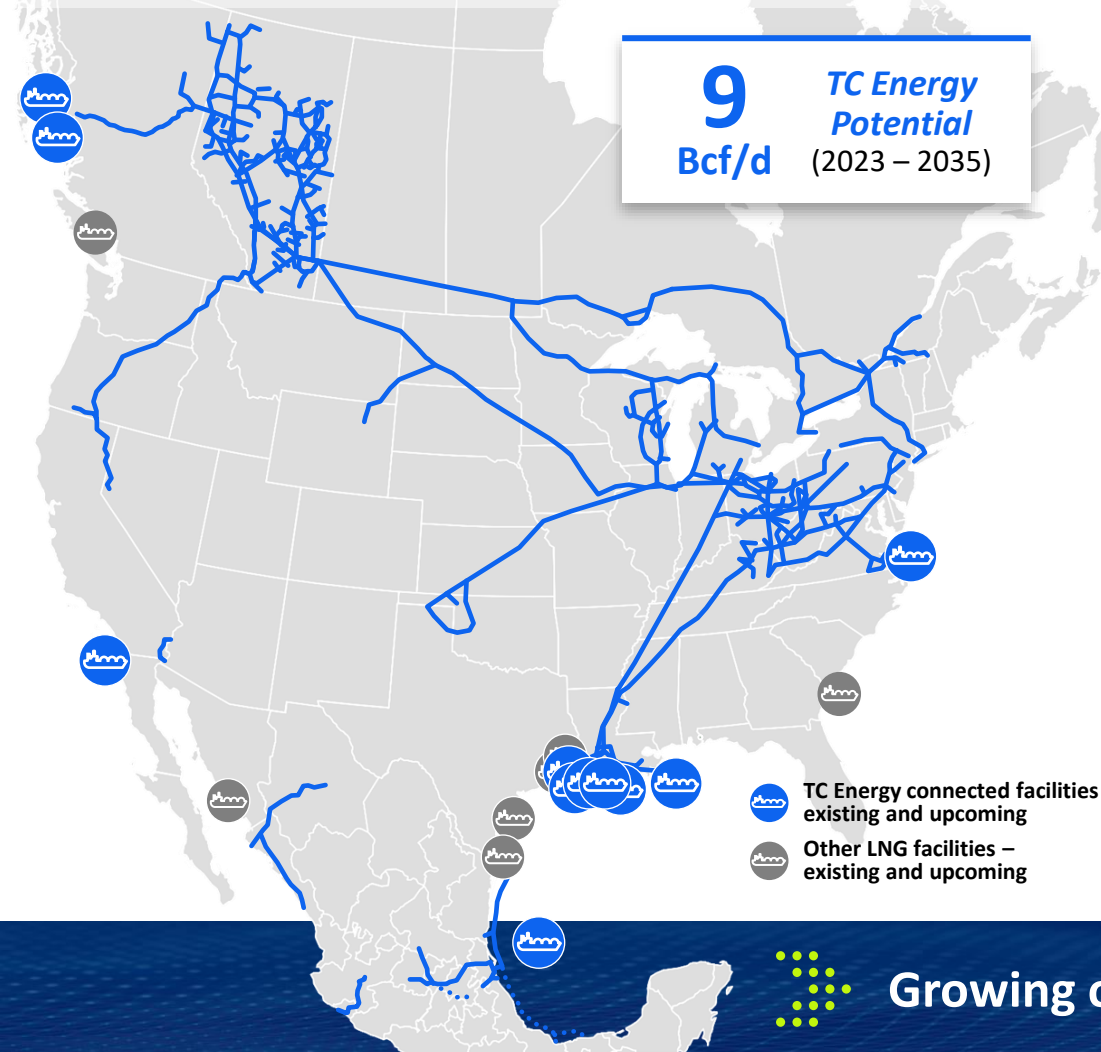 9
Bcf/d
TC Energy
Potential
(2023 – 2035)
TC Energy connected facilities
existing and upcoming
Other LNG facilities –
existing and upcoming
Growing